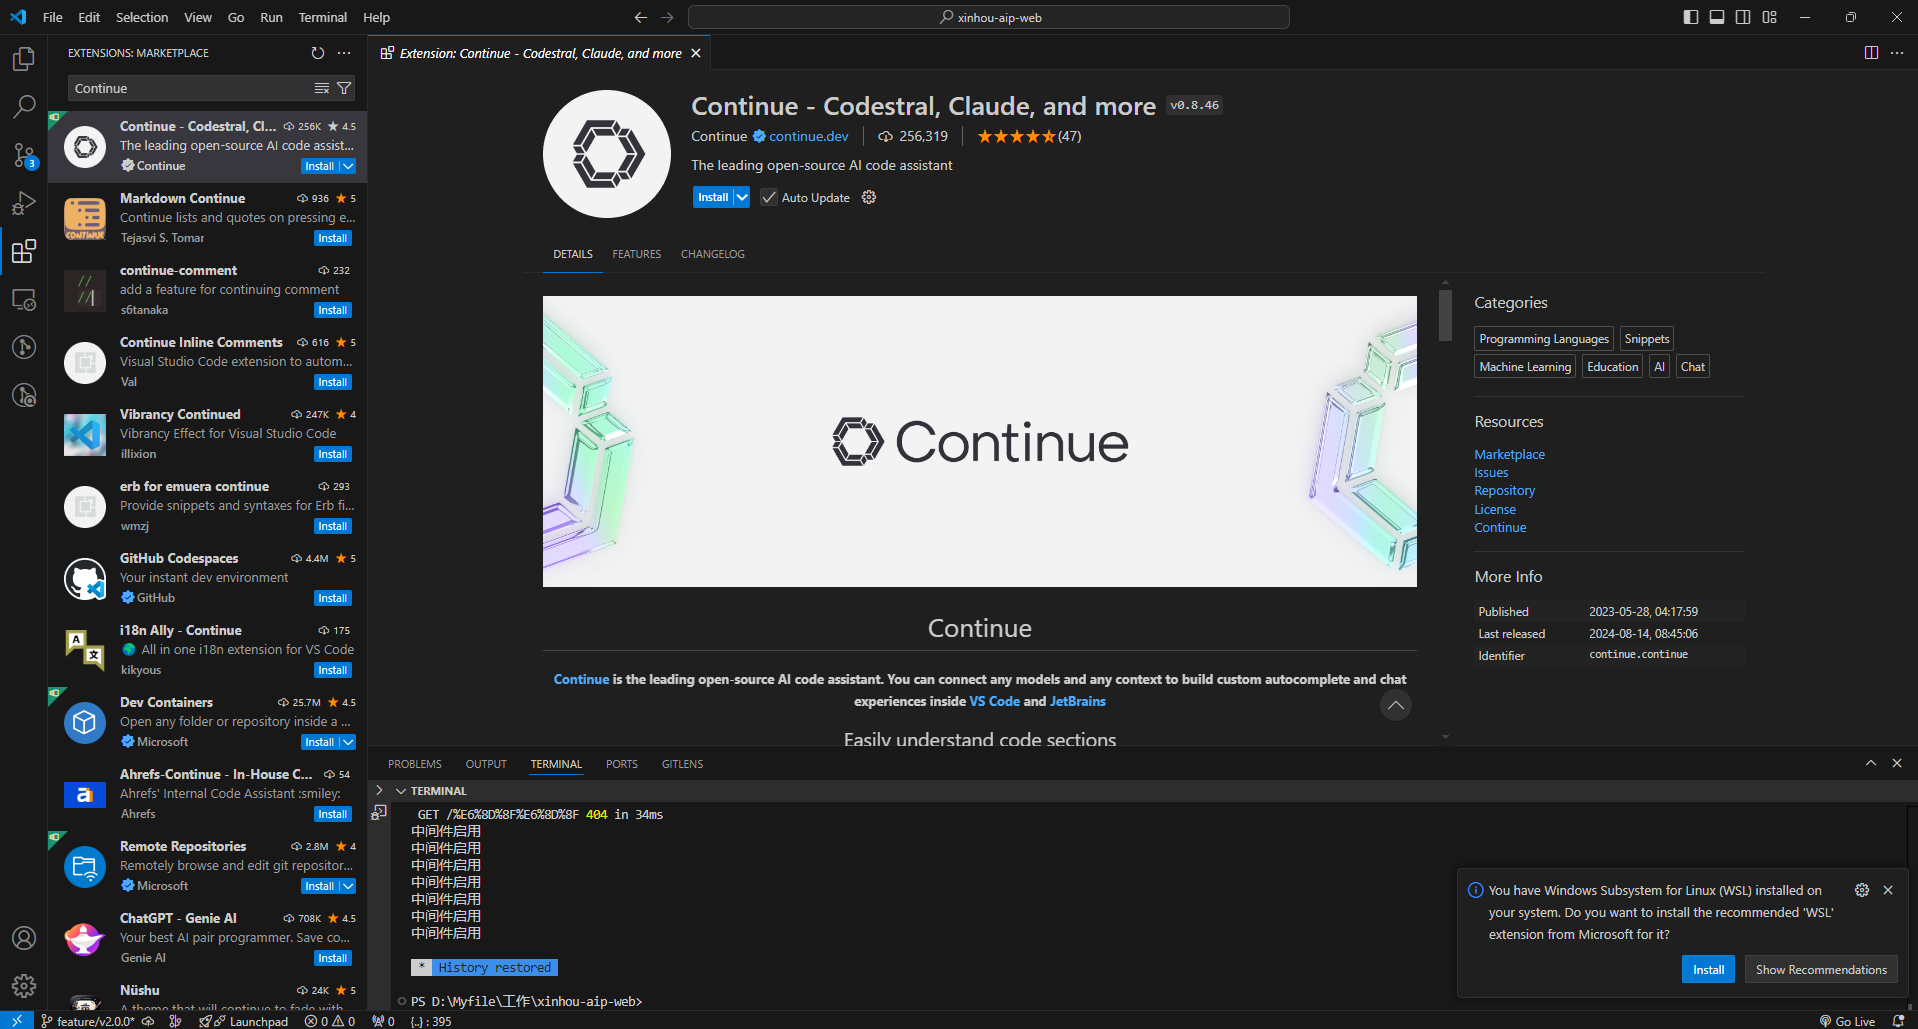 File Edit Selection View Go Run Terminal Help
xinhou-aip-web
EXTENSIONS: MARKETPLACE
Continue
Continue - Codestral, Cl... 256K 4.5
The leading open-source AI code assist...
Continue
Install
Markdown Continue 936 5
Continue lists and quotes on pressing e...
Tejasvi S. Tomar
Install
continue-comment 232
add a feature for continuing comment
s6tanaka
Install
Continue Inline Comments 616 5
Visual Studio Code extension to autom...
Val
Install
Vibrancy Continued 247K 4
Vibrancy Effect for Visual Studio Code
illixion
Install
erb for emuera continue 293
Provide snippets and syntaxes for Erb fi...
wmzj
Install
GitHub Codespaces 4.4M 5
Your instant dev environment
GitHub
Install
i18n Ally - Continue 175
All in one i18n extension for VS Code
kikyous
Install
Dev Containers 25.7M 4.5
Open any folder or repository inside a ...
Microsoft
Install
Ahrefs-Continue - In-House C... 54
Ahrefs' Internal Code Assistant :smiley:
Ahrefs
Install
Remote Repositories 2.8M 4
Remotely browse and edit git repositor...
Microsoft
Install
ChatGPT - Genie AI 708K 4.5
Your best AI pair programmer. Save co...
Genie AI
Install
Nüshu 24K 5
A theme that will continue to fade with
3
Extension: Continue - Codestral, Claude, and more
Continue - Codestral, Claude, and more v0.8.46
Continue continue.dev 256,319 (47)
The leading open-source AI code assistant
Install Auto Update
DETAILS FEATURES CHANGELOG
Continue
Continue
Continue is the leading open-source AI code assistant. You can connect any models and any context to build custom autocomplete and chat
experiences inside VS Code and JetBrains
Easily understand code sections
Categories
Programming Languages Snippets
Machine Learning Education AI Chat
Resources
Marketplace
Issues
Repository
License
Continue
More Info
Published 2023-05-28, 04:17:59
Last released 2024-08-14, 08:45:06
Identifier continue.continue
PROBLEMS OUTPUT TERMINAL PORTS GITLENS
TERMINAL
GET /%E6%8D%8F%E6%8D%8F 404 in 34ms
中间件启用
中间件启用
中间件启用
中间件启用
中间件启用
中间件启用
中间件启用
* History restored
PS D:\Myfile\工作\xinhou-aip-web>
You have Windows Subsystem for Linux (WSL) installed on
your system. Do you want to install the recommended 'WSL'
extension from Microsoft for it?
Install Show Recommendations
feature/v2.0.0* Launchpad 0 0 0 {..} : 395 Go Live